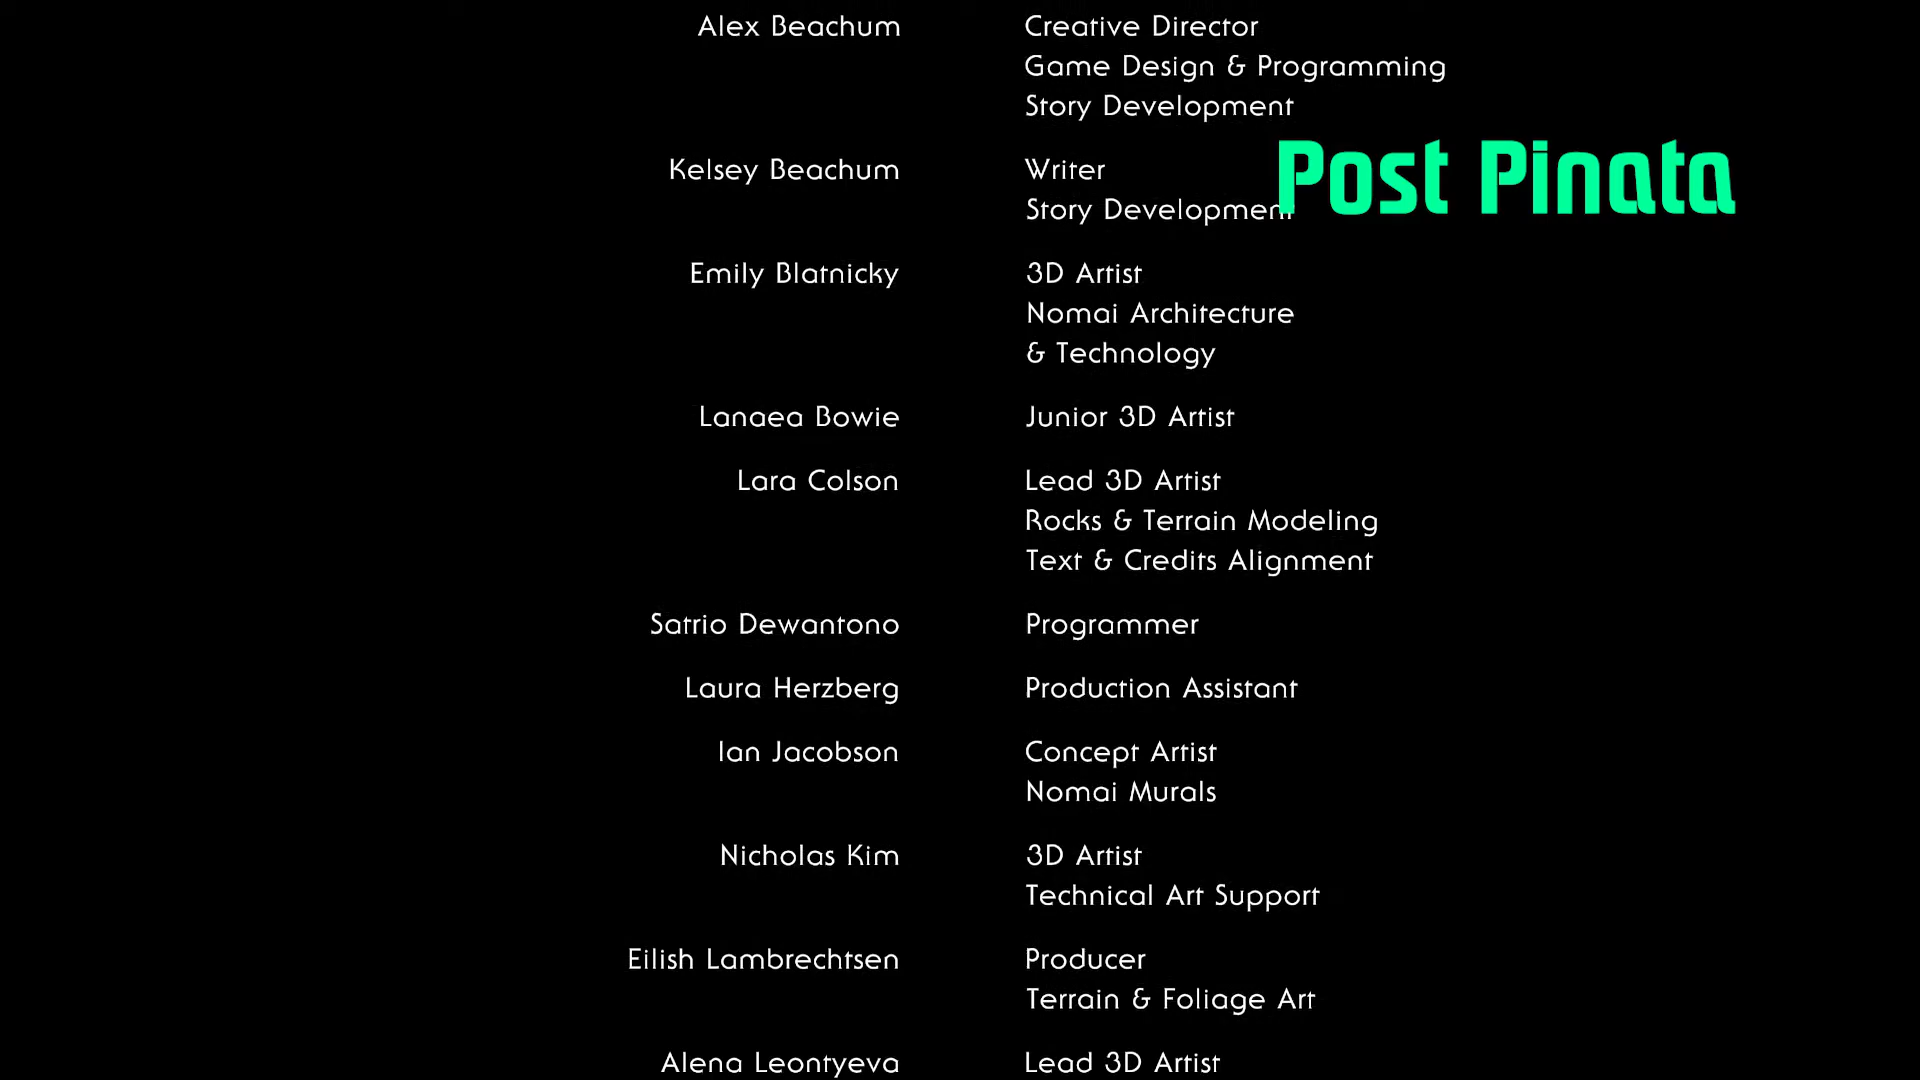 Alex Beachum Creative Director
Game Design & Programming
Story Development
Post Pinata
Kelsey Beachum Writer
Story Development
Emily Blatnicky 3D Artist
Nomai Architecture
& Technology
Lanaea Bowie Junior 3D Artist
Lara Colson Lead 3D Artist
Rocks & Terrain Modeling
Text & Credits Alignment
Satrio Dewantono Programmer
Laura Herzberg Production Assistant
Ian Jacobson Concept Artist
Nomai Murals
Nicholas Kim 3D Artist
Technical Art Support
Eilish Lambrechtsen Producer
Terrain & Foliage Art
Alena Leontyeva Lead 3D Artist